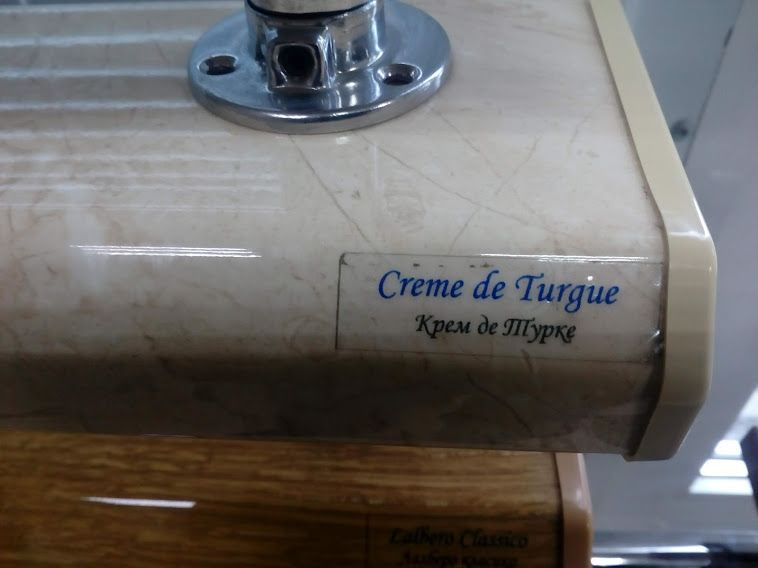 Creme de Turgue
Крем де Турке
Lalbero Classico